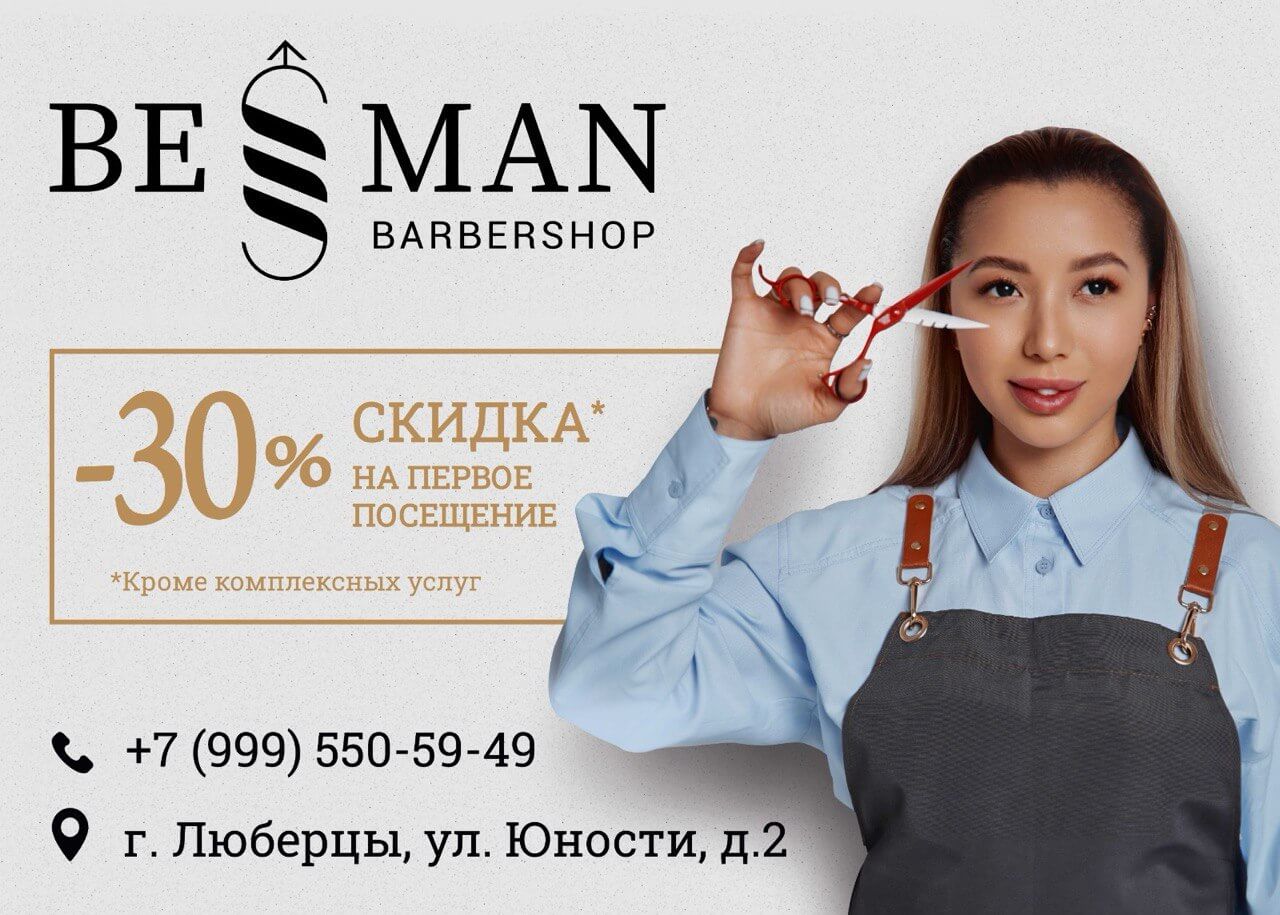 BE MAN
BARBERSHOP
-30% СКИДКА*
НА ПЕРВОЕ
ПОСЕЩЕНИЕ
*Кроме комплексных услуг
+7 (999) 550-59-49
г. Люберцы, ул. Юности, д.2